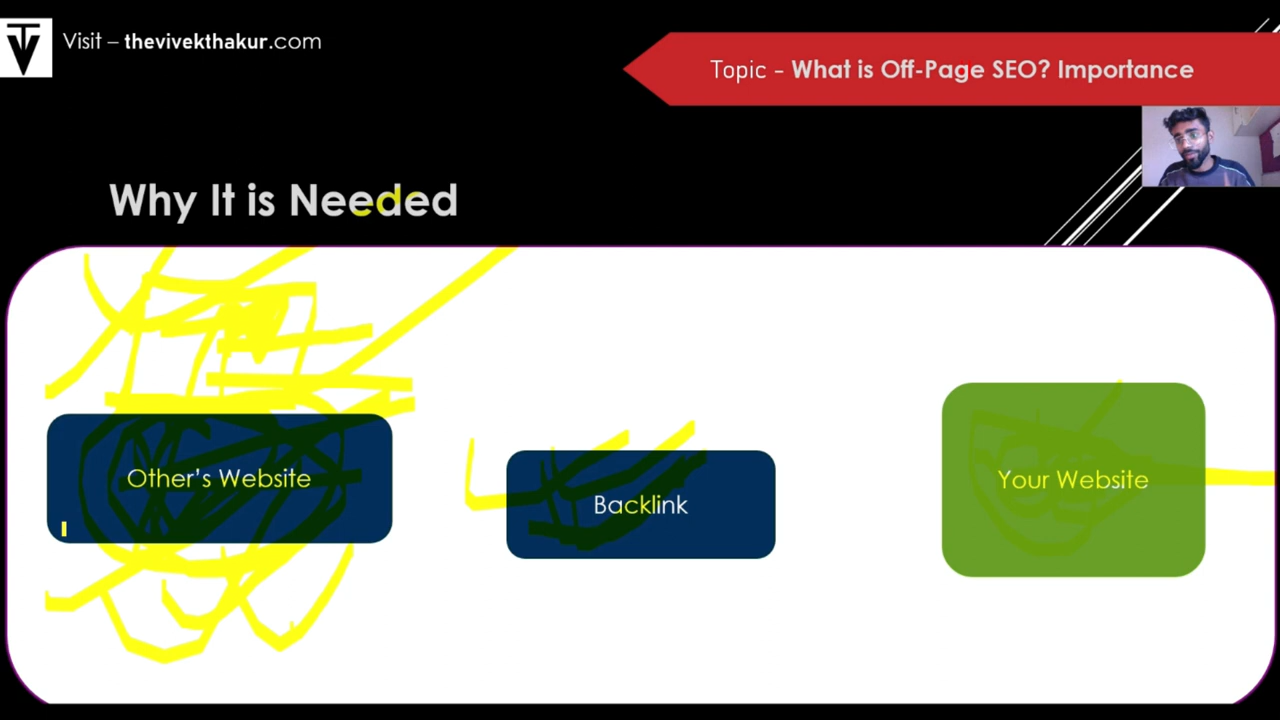 Visit – thevivekthakur.com
Topic - What is Off-Page SEO? Importance
Why It is Needed
Other's Website
Backlink
Your Website